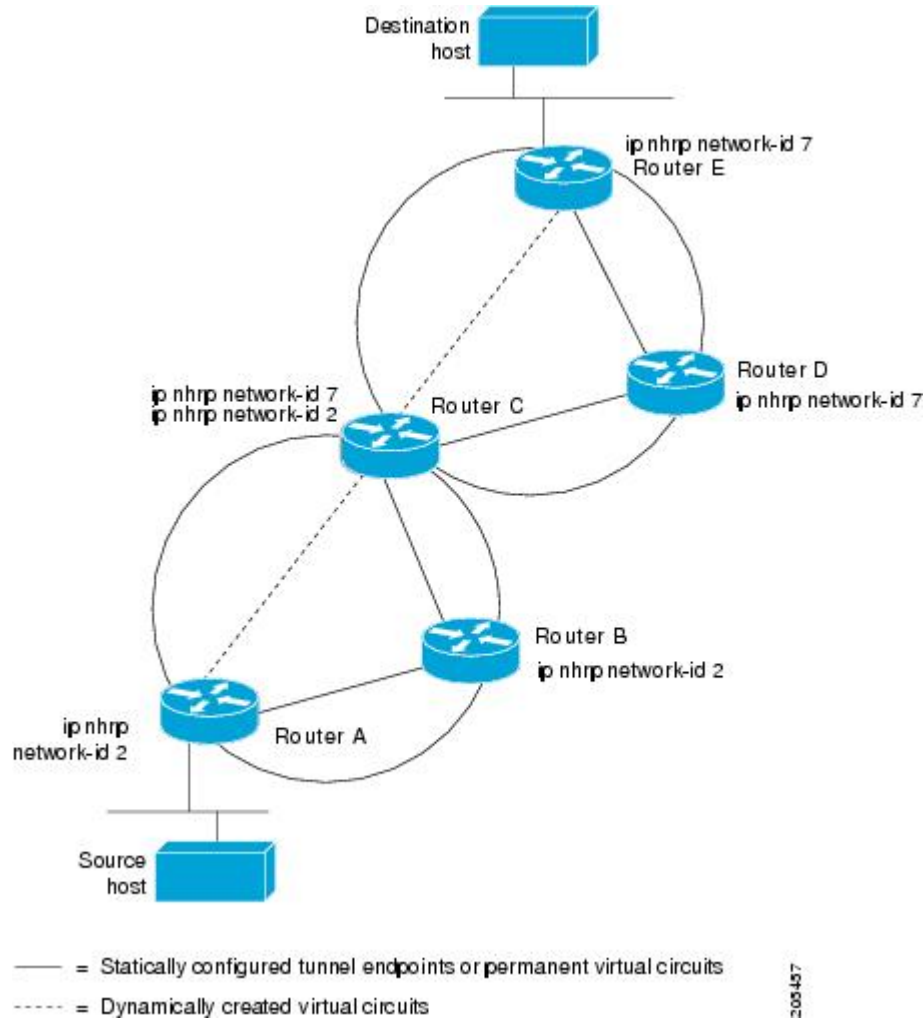 Destination
host
ip nhrp network-id 7
Router E
Router D
ip nhrp network-id 7
ip nhrp network-id 7
ip nhrp network-id 2
Router C
Router B
ip nhrp network-id 2
ip nhrp
network-id 2
Router A
Source
host
= Statically configured tunnel endpoints or permanent virtual circuits
= Dynamically created virtual circuits
205457